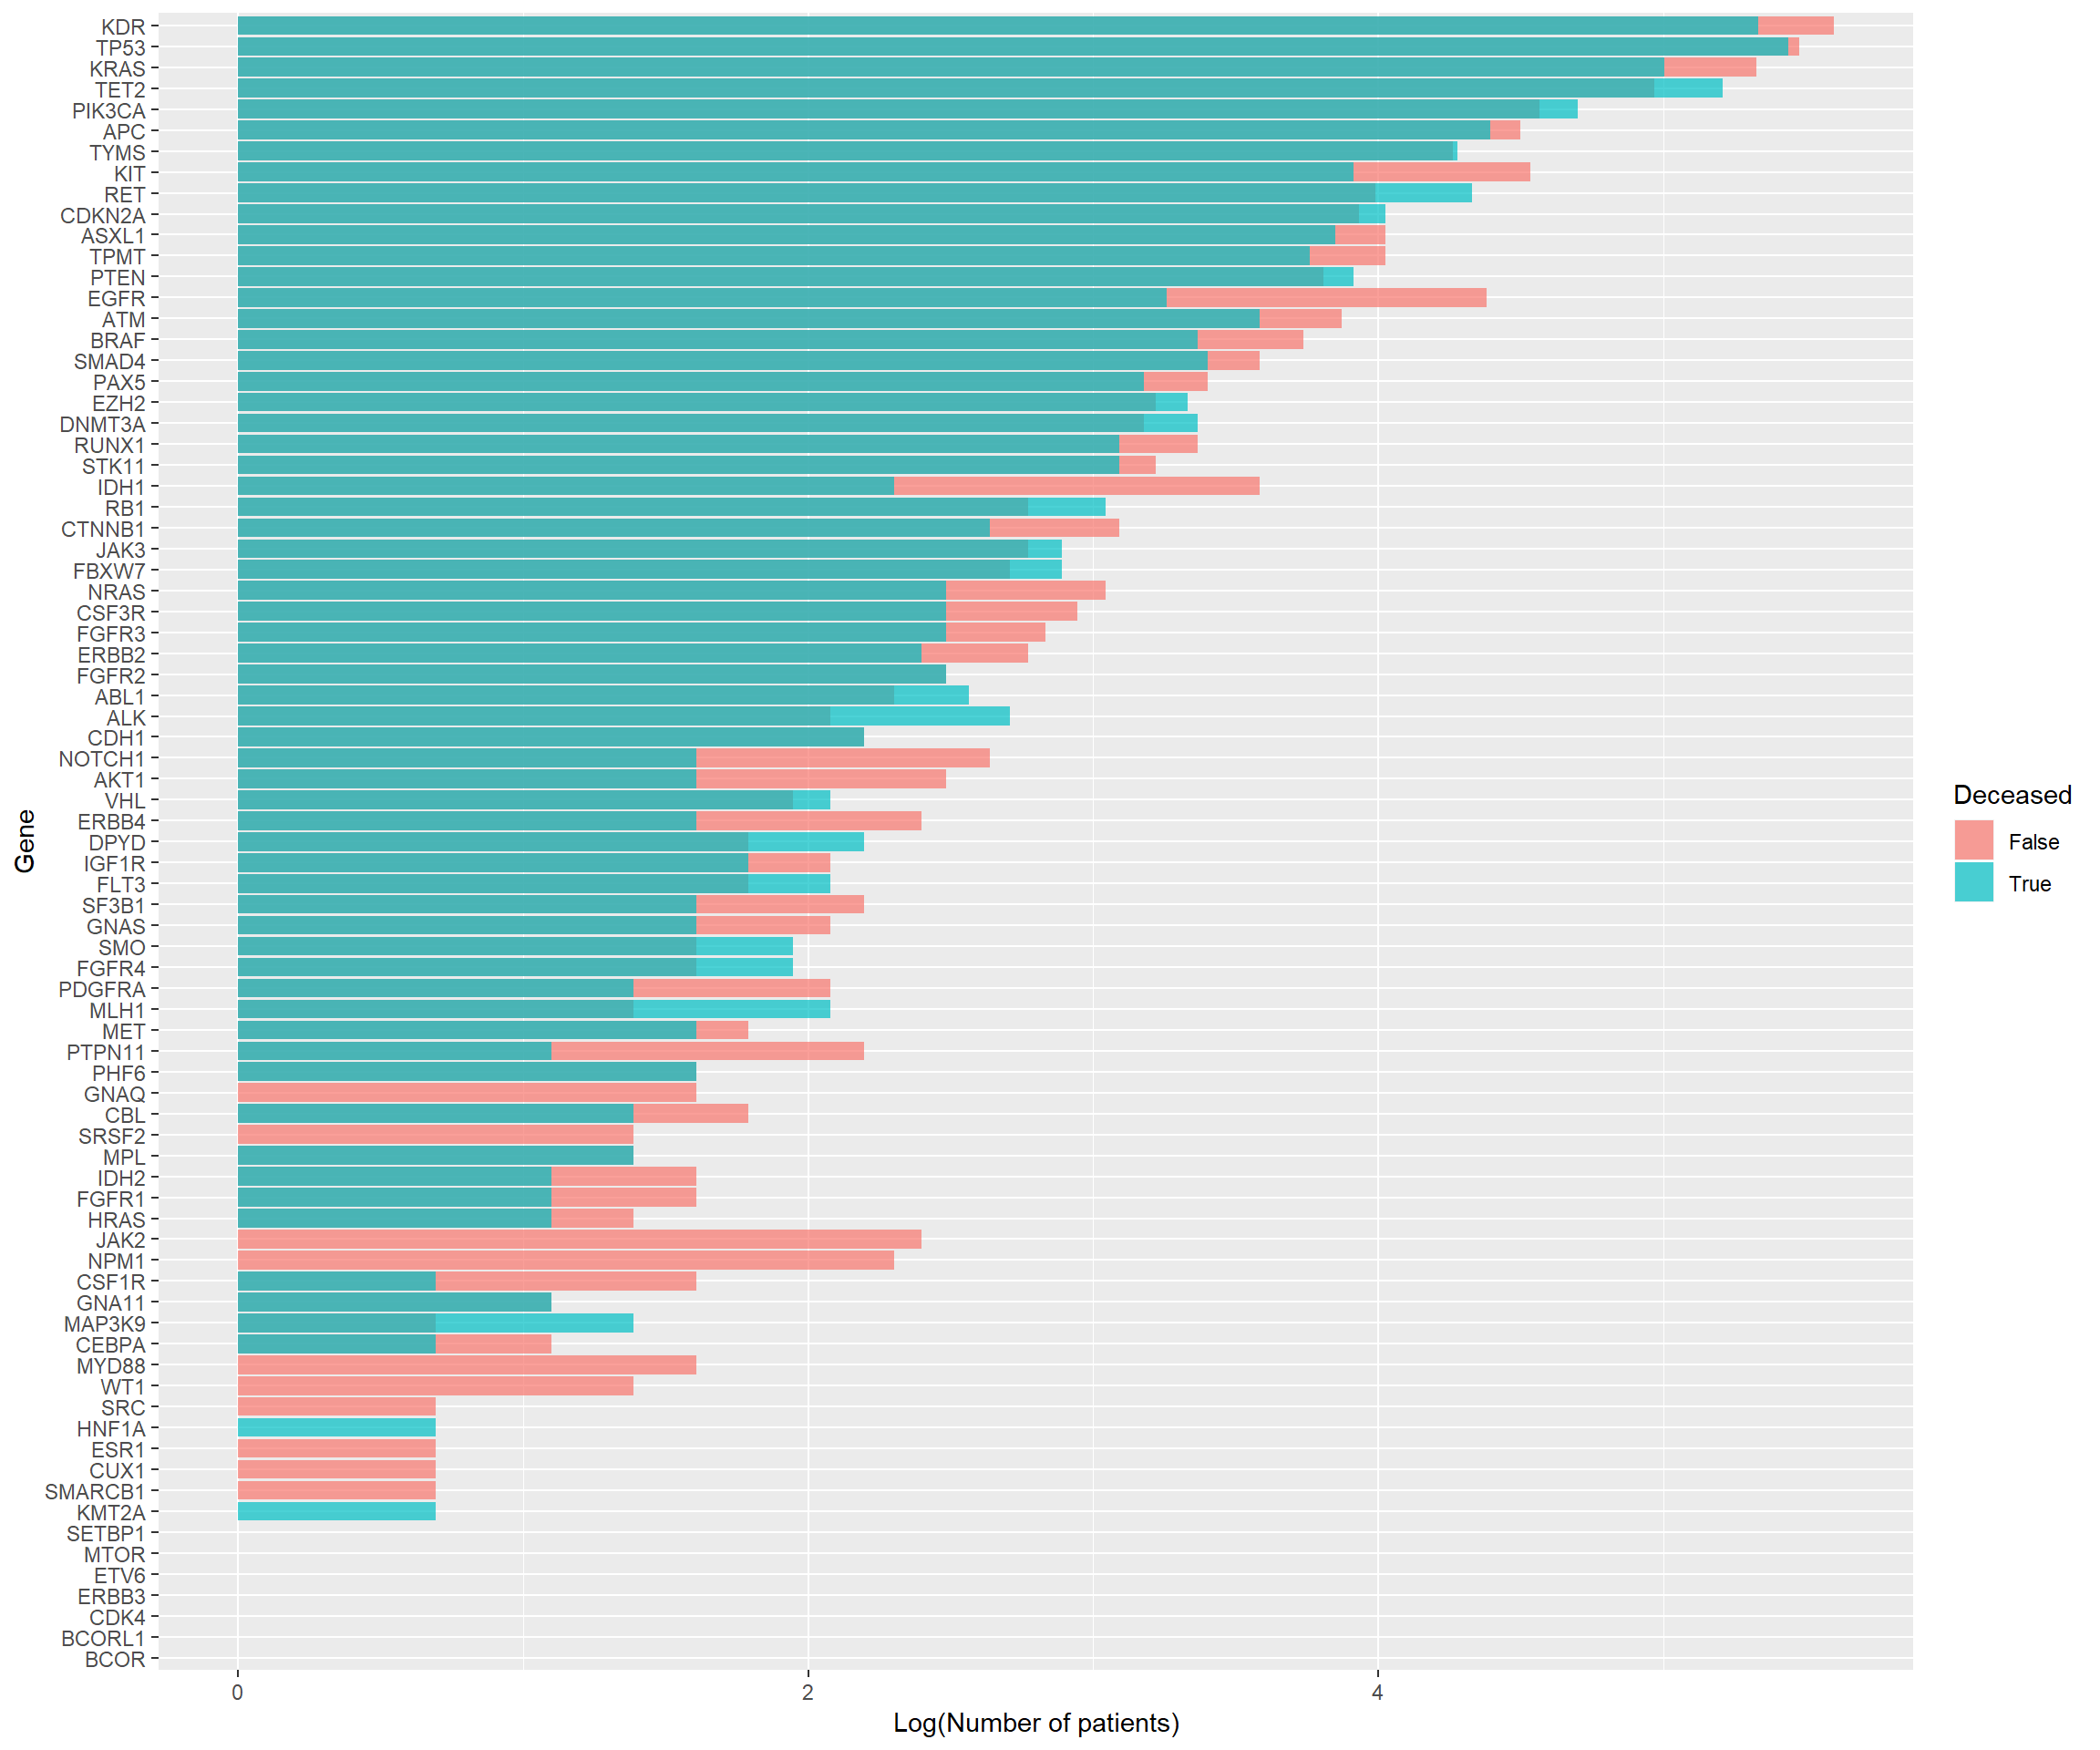 KDR
TP53
KRAS
TET2
PIK3CA
APC
TYMS
KIT
RET
CDKN2A
ASXL1
TPMT
PTEN
EGFR
ATM
BRAF
SMAD4
PAX5
EZH2
DNMT3A
RUNX1
STK11
IDH1
RB1
CTNNB1
JAK3
FBXW7
NRAS
CSF3R
FGFR3
ERBB2
FGFR2
ABL1
ALK
CDH1
NOTCH1
AKT1
VHL
ERBB4
DPYD
IGF1R
FLT3
SF3B1
GNAS
SMO
FGFR4
PDGFRA
MLH1
MET
PTPN11
PHF6
GNAQ
CBL
SRSF2
MPL
IDH2
FGFR1
HRAS
JAK2
NPM1
CSF1R
GNA11
MAP3K9
CEBPA
MYD88
WT1
SRC
HNF1A
ESR1
CUX1
SMARCB1
KMT2A
SETBP1
MTOR
ETV6
ERBB3
CDK4
BCORL1
BCOR
Gene
0 2 4
Log(Number of patients)
Deceased
False
True